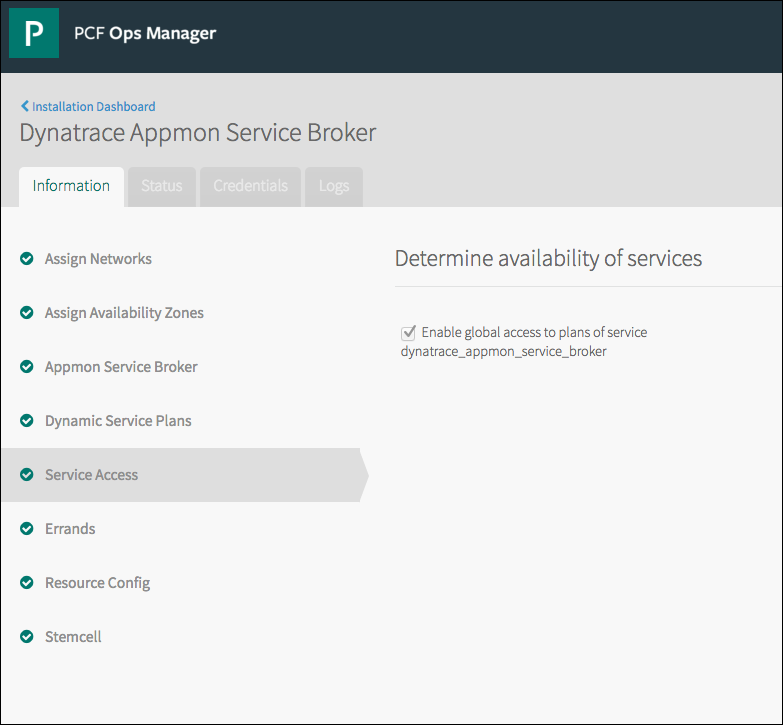 P
PCF Ops Manager
Installation Dashboard
Dynatrace Appmon Service Broker
Information
Status
Credentials
Logs
Assign Networks
Assign Availability Zones
Appmon Service Broker
Dynamic Service Plans
Service Access
Errands
Resource Config
Stemcell
Determine availability of services
Enable global access to plans of service
dynatrace_appmon_service_broker